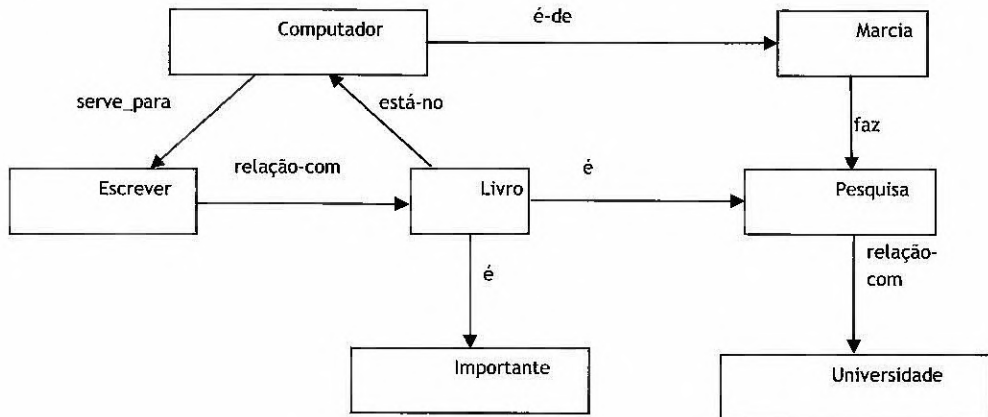 é-de
Computador
Marcia
serve_para
está-no
faz
relação-com
é
Escrever
Livro
Pesquisa
relação-
com
é
Importante
Universidade